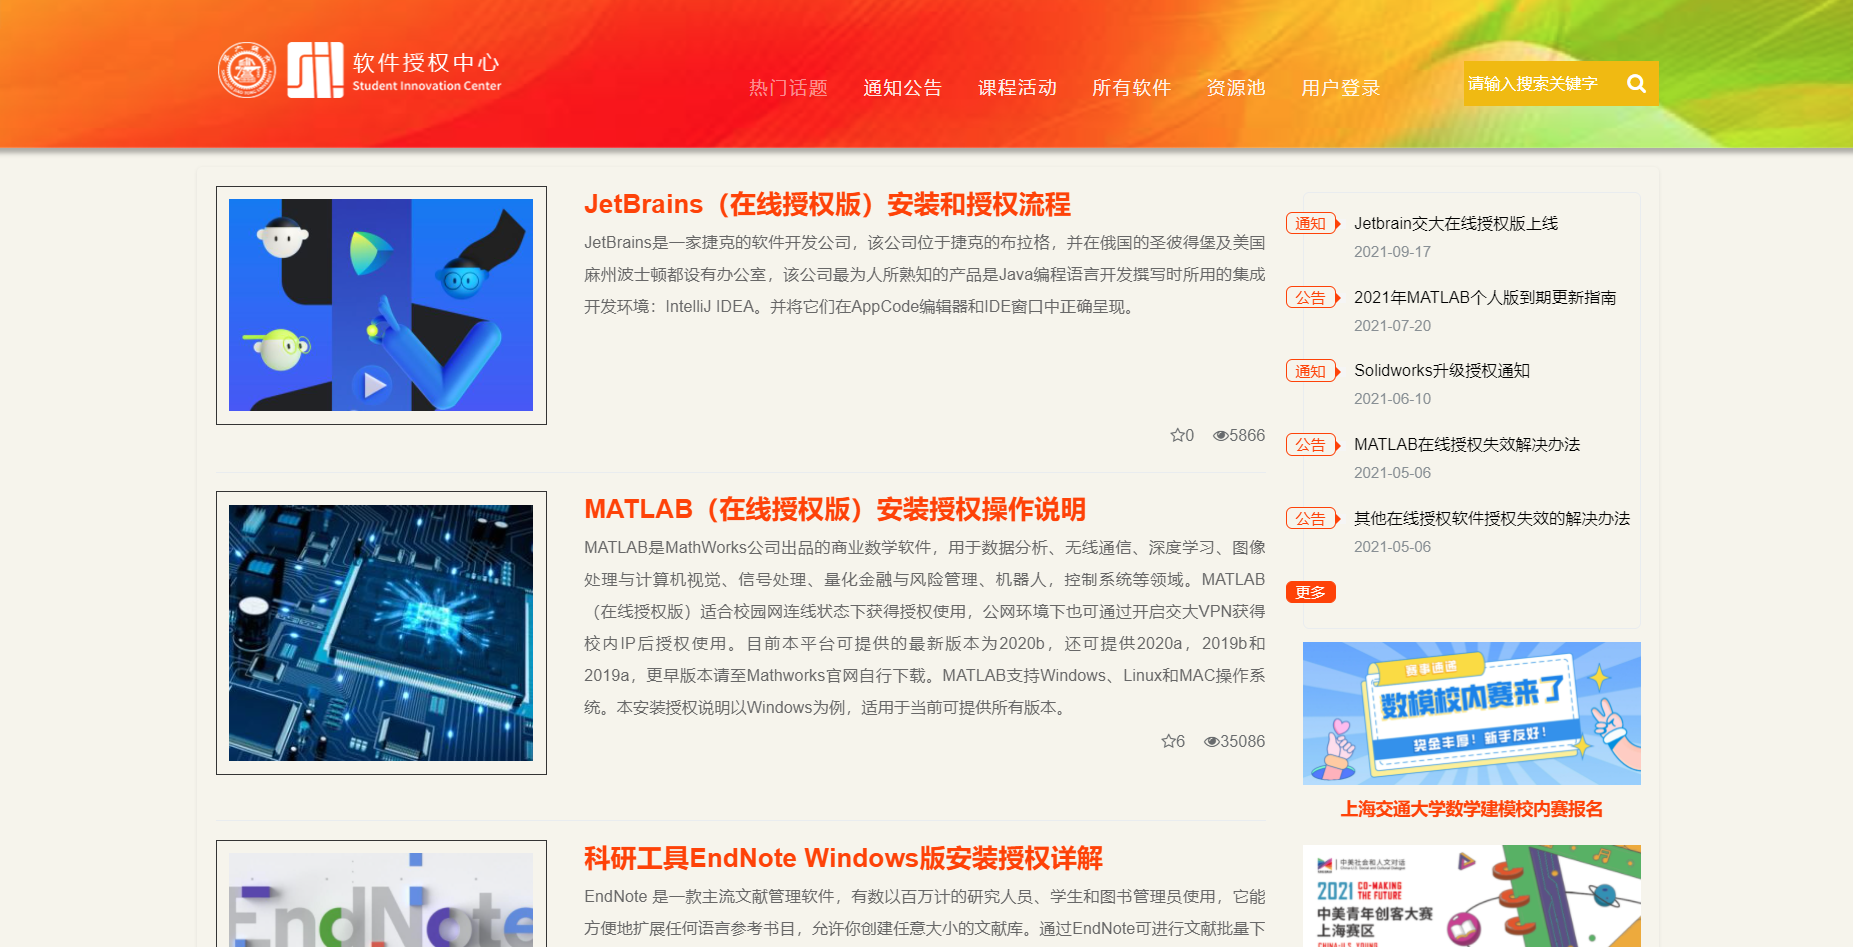 软件授权中心
Student Innovation Center
热门话题 通知公告 课程活动 所有软件 资源池 用户登录
请输入搜索关键字
JetBrains（在线授权版）安装和授权流程
JetBrains是一家捷克的软件开发公司，该公司位于捷克的布拉格，并在俄国的圣彼得堡及美国
麻州波士顿都设有办公室，该公司最为人所熟知的产品是Java编程语言开发撰写时所用的集成
开发环境：IntelliJ IDEA。并将它们在AppCode编辑器和IDE窗口中正确呈现。
0 5866
MATLAB（在线授权版）安装授权操作说明
MATLAB是MathWorks公司出品的商业数学软件，用于数据分析、无线通信、深度学习、图像
处理与计算机视觉、信号处理、量化金融与风险管理、机器人，控制系统等领域。MATLAB
（在线授权版）适合校园网连线状态下获得授权使用，公网环境下也可通过开启交大VPN获得
校内IP后授权使用。目前本平台可提供的最新版本为2020b，还可提供2020a，2019b和
2019a，更早版本请至Mathworks官网自行下载。MATLAB支持Windows、Linux和MAC操作系
统。本安装授权说明以Windows为例，适用于当前可提供所有版本。
6 35086
EndNote
科研工具EndNote Windows版安装授权详解
EndNote 是一款主流文献管理软件，有数以百万计的研究人员、学生和图书管理员使用，它能
方便地扩展任何语言参考书目，允许你创建任意大小的文献库。通过EndNote可进行文献批量下
通知 Jetbrain交大在线授权版上线
2021-09-17
公告 2021年MATLAB个人版到期更新指南
2021-07-20
通知 Solidworks升级授权通知
2021-06-10
公告 MATLAB在线授权失效解决办法
2021-05-06
公告 其他在线授权软件授权失效的解决办法
2021-05-06
更多
赛事速递
数模校内赛来了
奖金丰厚！新手友好！
上海交通大学数学建模校内赛报名
中美社会和人文对话
2021 CO-MAKING
THE FUTURE
中美青年创客大赛
上海赛区
CHINA-U.S. YOUNG